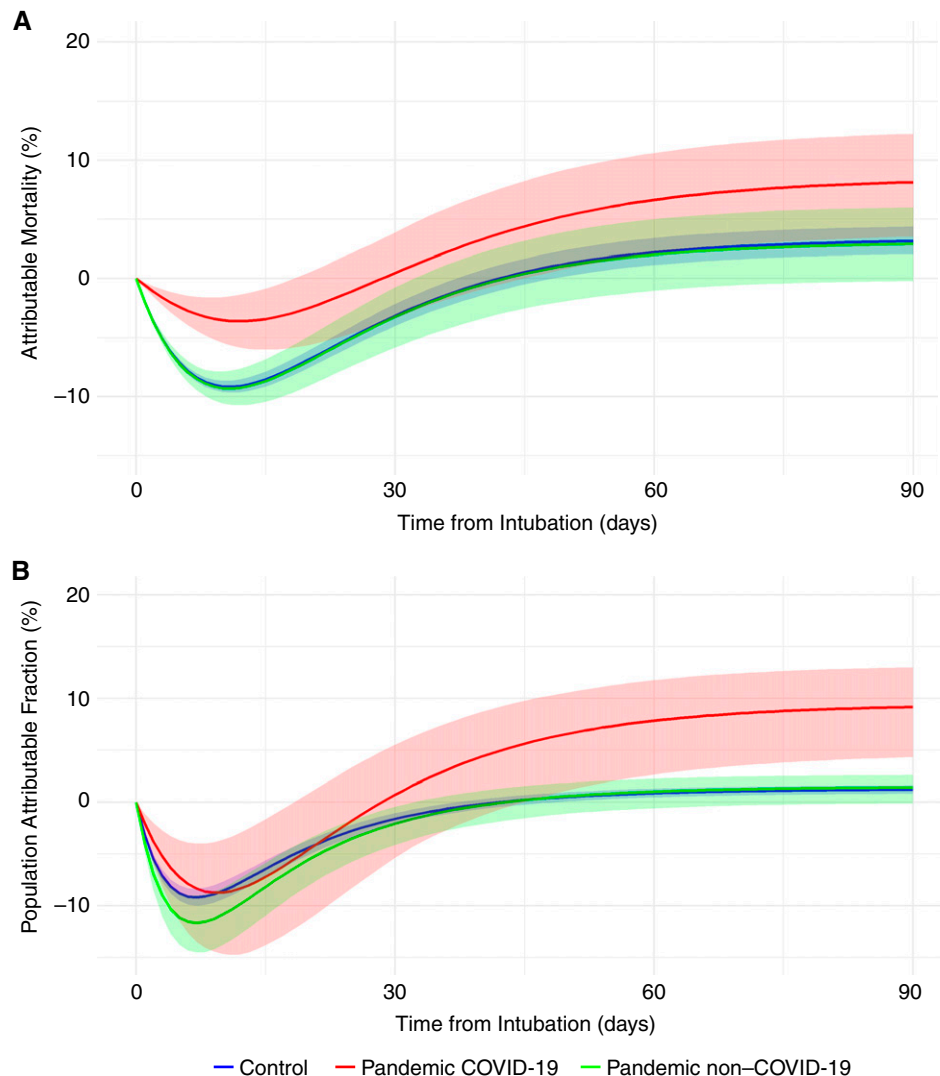 A
Attributable Mortality (%)
20
10
0
−10
0 30 60 90
Time from Intubation (days)
B
Population Attributable Fraction (%)
20
10
0
−10
0 30 60 90
Time from Intubation (days)
Control Pandemic COVID-19 Pandemic non–COVID-19